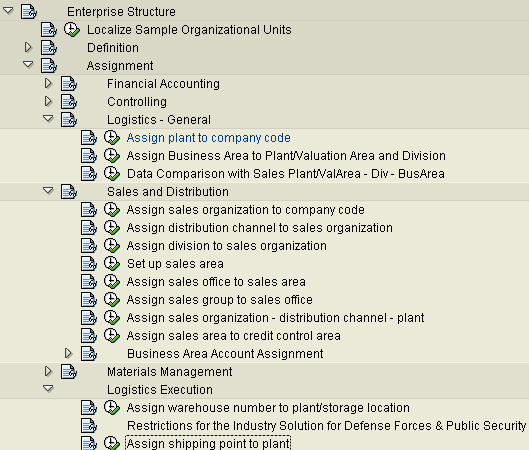 Enterprise Structure
Localize Sample Organizational Units
Definition
Assignment
Financial Accounting
Controlling
Logistics - General
Assign plant to company code
Assign Business Area to Plant/Valuation Area and Division
Data Comparison with Sales Plant/ValArea - Div - BusArea
Sales and Distribution
Assign sales organization to company code
Assign distribution channel to sales organization
Assign division to sales organization
Set up sales area
Assign sales office to sales area
Assign sales group to sales office
Assign sales organization - distribution channel - plant
Assign sales area to credit control area
Business Area Account Assignment
Materials Management
Logistics Execution
Assign warehouse number to plant/storage location
Restrictions for the Industry Solution for Defense Forces & Public Security
Assign shipping point to plant